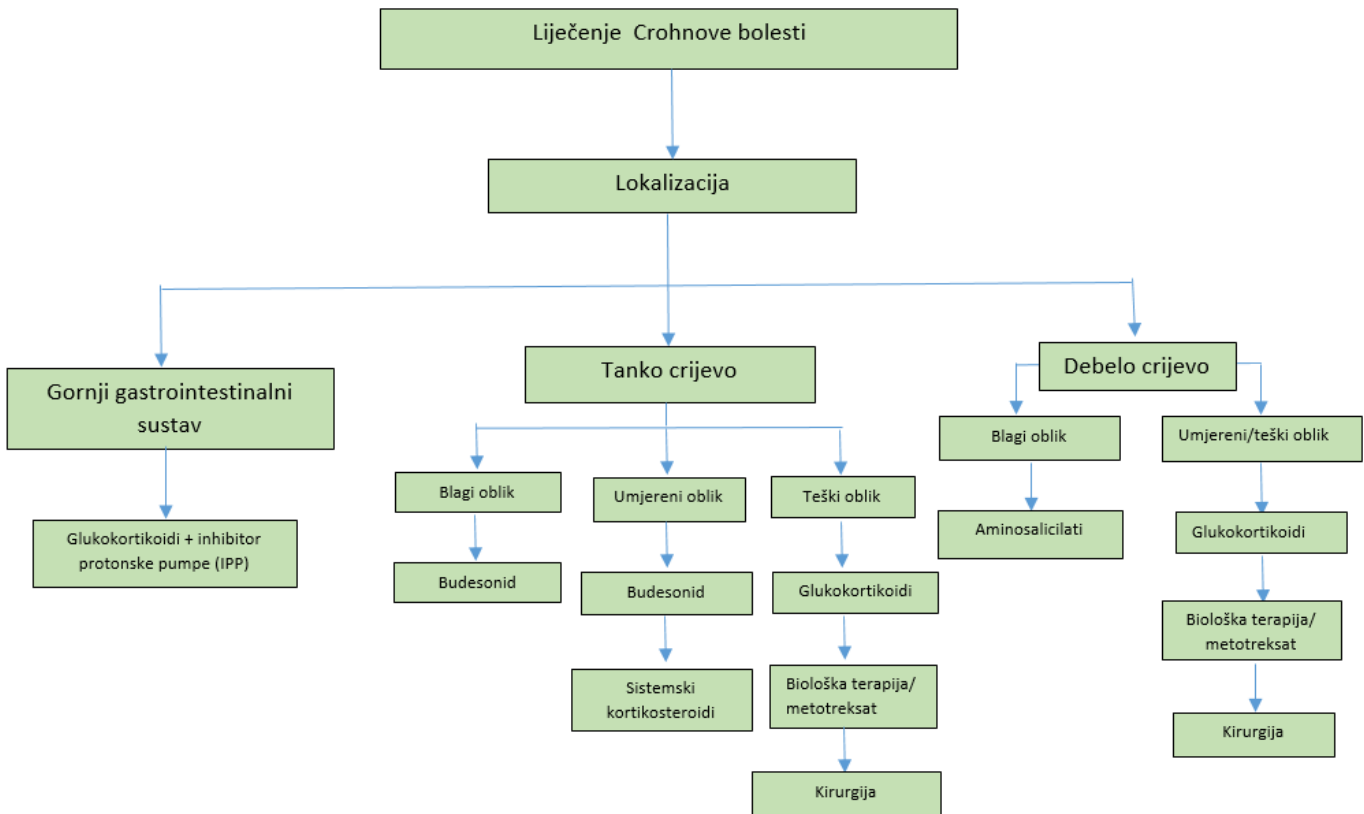 Liječenje Crohnove bolesti
Lokalizacija
Gornji gastrointestinalni
sustav
Glukokortikoidi + inhibitor
protonske pumpe (IPP)
Tanko crijevo
Blagi oblik
Budesonid
Umjereni oblik
Budesonid
Sistemski
kortikosteroidi
Teški oblik
Glukokortikoidi
Biološka terapija/
metotreksat
Kirurgija
Debelo crijevo
Blagi oblik
Aminosalicilati
Umjereni/teški oblik
Glukokortikoidi
Biološka terapija/
metotreksat
Kirurgija